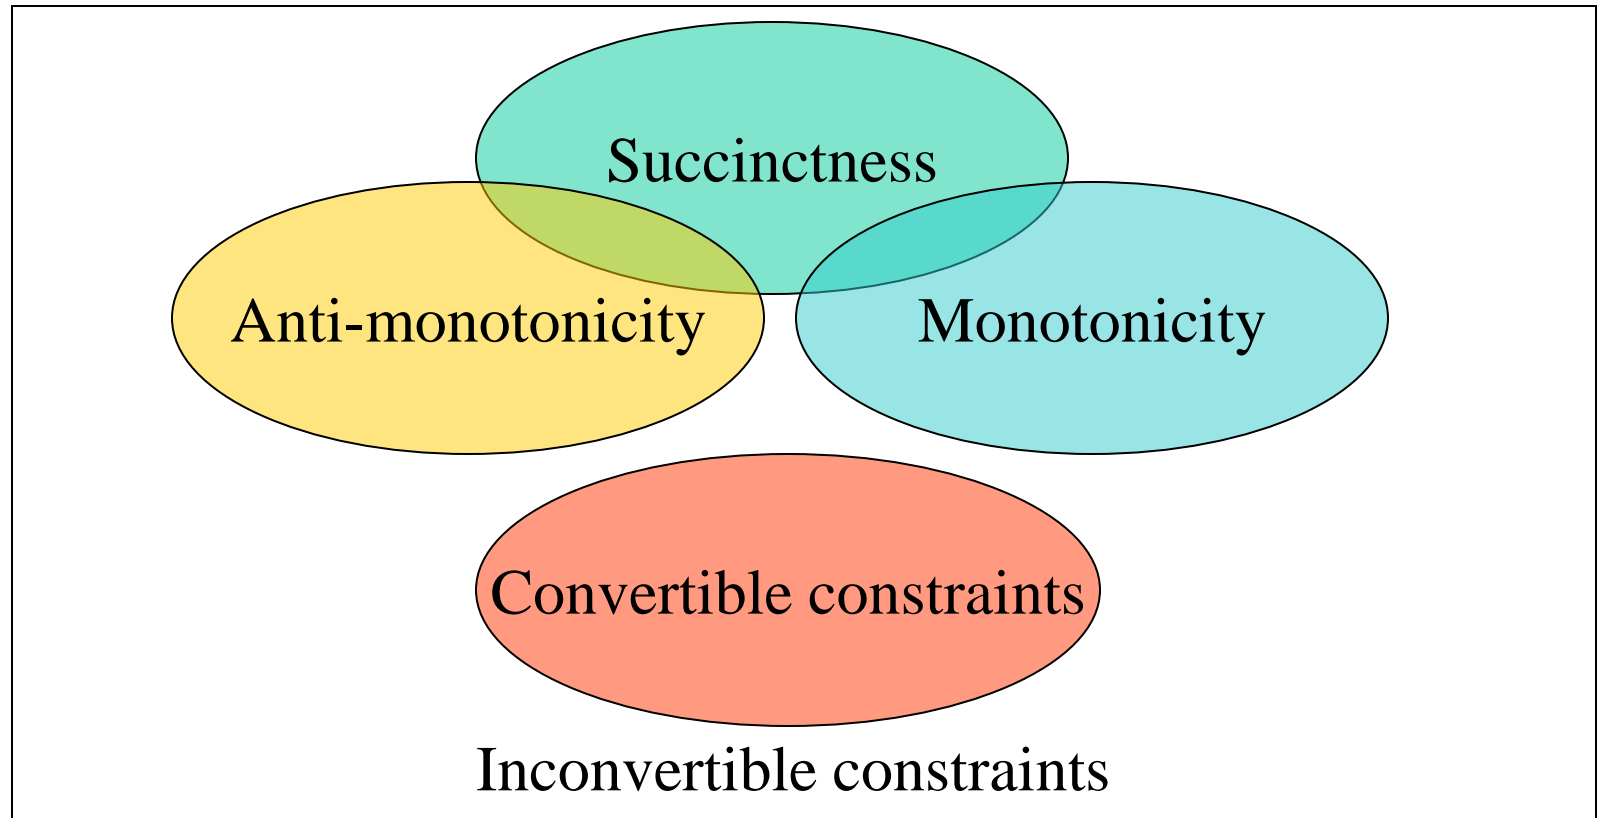 Succinctness
Anti-monotonicity
Monotonicity
Convertible constraints
Inconvertible constraints